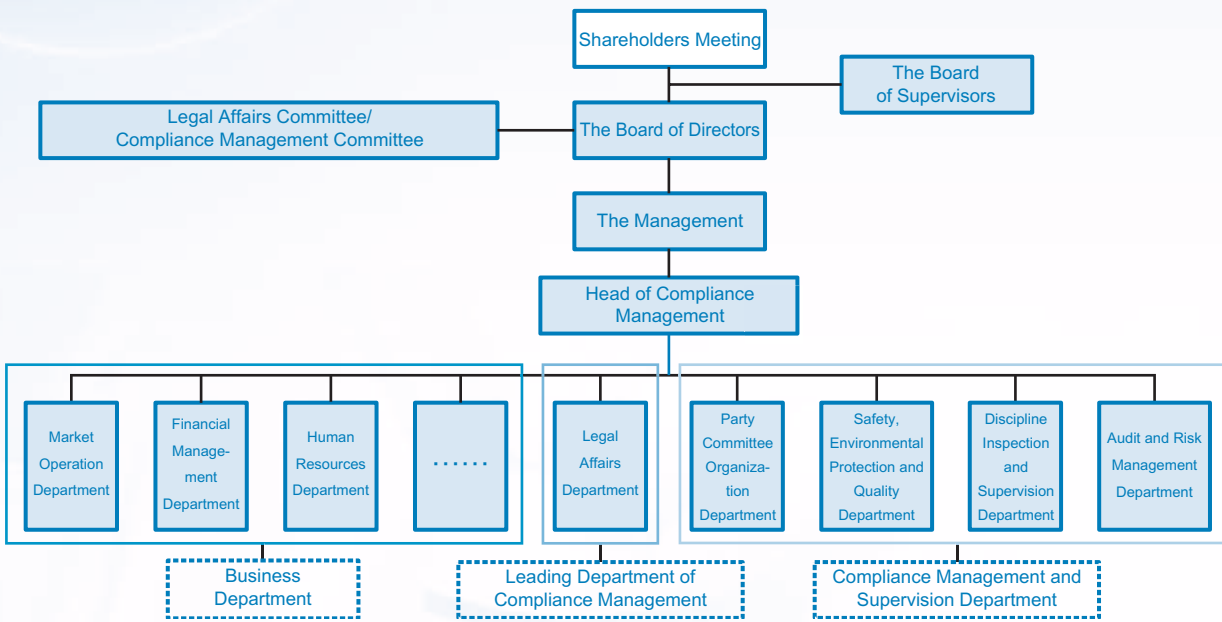 Shareholders Meeting
The Board
of Supervisors
Legal Affairs Committee/
Compliance Management Committee
The Board of Directors
The Management
Head of Compliance
Management
Market
Operation
Department
Financial
Manage-
ment
Department
Human
Resources
Department
······
Legal
Affairs
Department
Party
Committee
Organiza-
tion
Department
Safety,
Environmental
Protection and
Quality
Department
Discipline
Inspection
and
Supervision
Department
Audit and Risk
Management
Department
Business
Department
Leading Department of
Compliance Management
Compliance Management and
Supervision Department